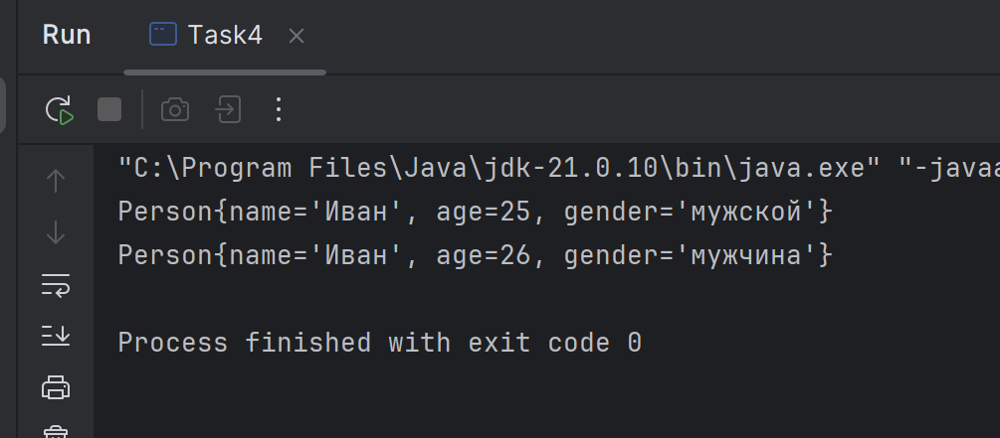 Run Task4
"C:\Program Files\Java\jdk-21.0.10\bin\java.exe" "-javaa
Person{name='Иван', age=25, gender='мужской'}
Person{name='Иван', age=26, gender='мужчина'}
Process finished with exit code 0